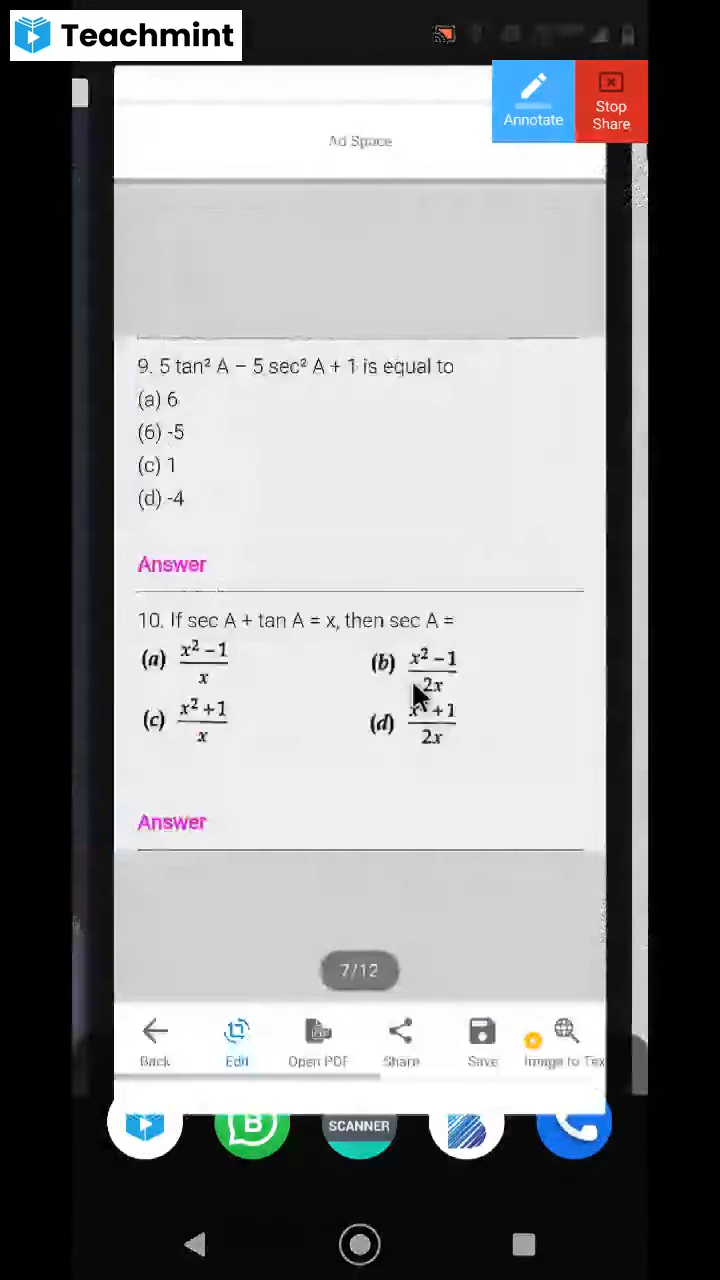 Teachmint
Annotate
Stop
Share
Ad Space
9. 5 tan² A – 5 sec² A + 1 is equal to
(a) 6
(6) -5
(c) 1
(d) -4
Answer
10. If sec A + tan A = x, then sec A =
(a) x² – 1 / x (b) x² – 1 / 2x
(c) x² + 1 / x (d) x² + 1 / 2x
Answer
7/12
Back Edit Open PDF Share Save Image to Tex
B SCANNER